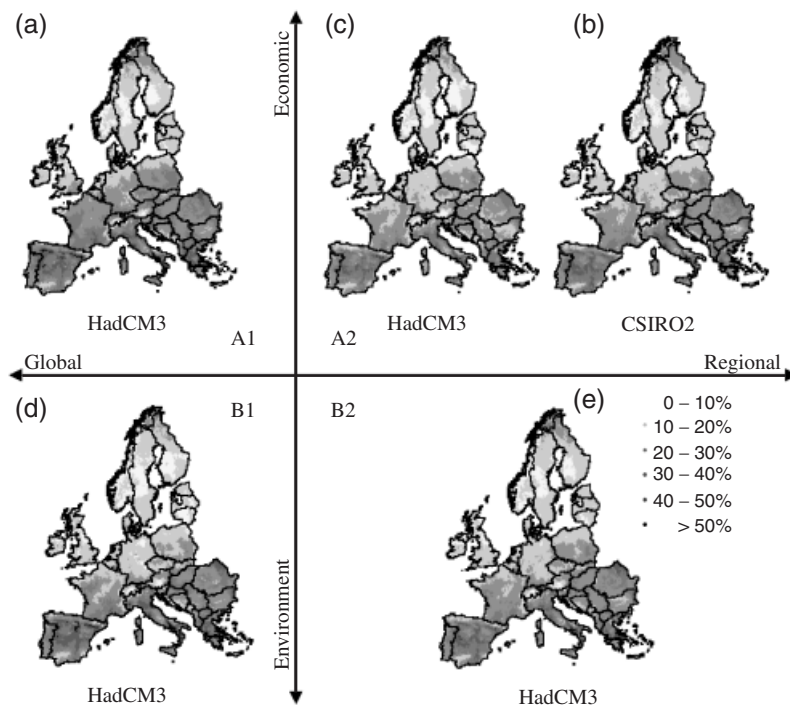 (a)
(c)
(b)
Economic
HadCM3
HadCM3
CSIRO2
A1
A2
Global
Regional
(d)
B1
B2
(e)
0 – 10%
10 – 20%
20 – 30%
30 – 40%
40 – 50%
> 50%
Environment
HadCM3
HadCM3